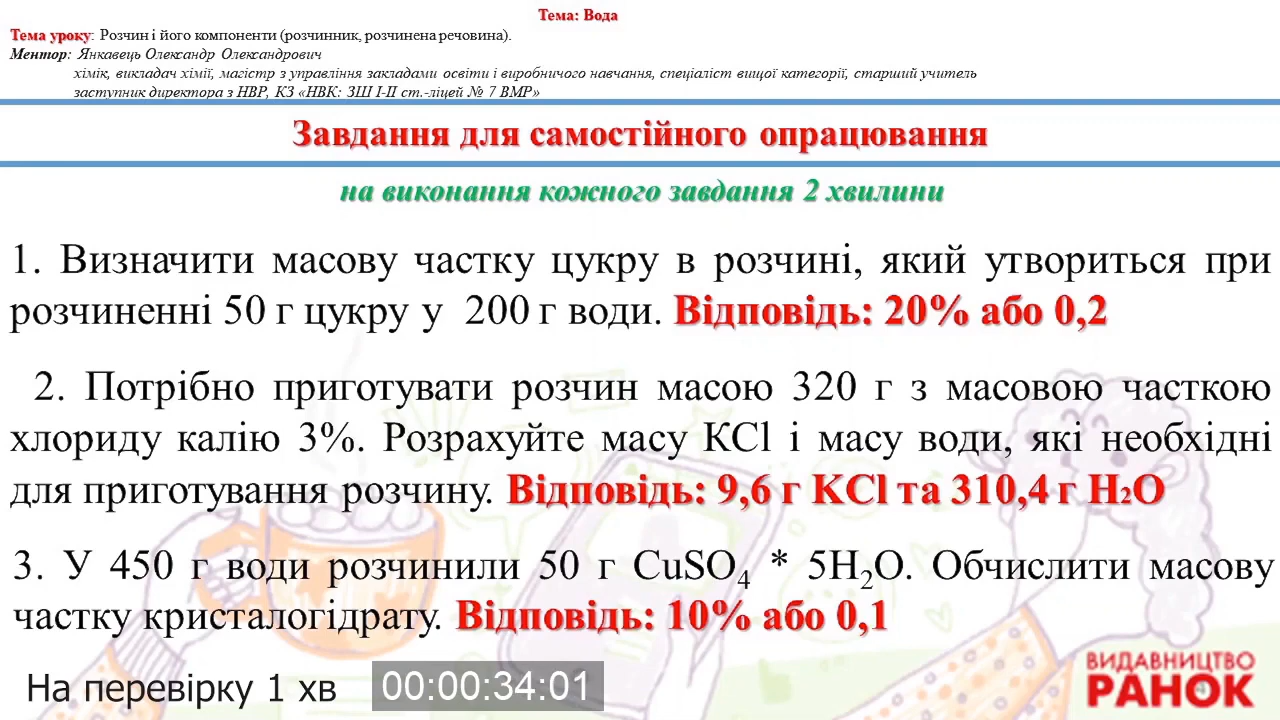 Тема: Вода
Тема уроку: Розчин і його компоненти (розчинник, розчинена речовина).
Ментор: Янкавець Олександр Олександрович
хімік, викладач хімії, магістр з управління закладами освіти і виробничого навчання, спеціаліст вищої категорії, старший учитель
заступник директора з НВР, КЗ «НВК: ЗШ І-ІІ ст.-ліцей № 7 ВМР»
Завдання для самостійного опрацювання
на виконання кожного завдання 2 хвилини
1. Визначити масову частку цукру в розчині, який утвориться при
розчиненні 50 г цукру у 200 г води. Відповідь: 20% або 0,2
2. Потрібно приготувати розчин масою 320 г з масовою часткою
хлориду калію 3%. Розрахуйте масу КСl і масу води, які необхідні
для приготування розчину. Відповідь: 9,6 г KCl та 310,4 г H₂O
3. У 450 г води розчинили 50 г CuSO₄ * 5H₂O. Обчислити масову
частку кристалогідрату. Відповідь: 10% або 0,1
На перевірку 1 хв 00:00:34:01
ВИДАВНИЦТВО
РАНОК